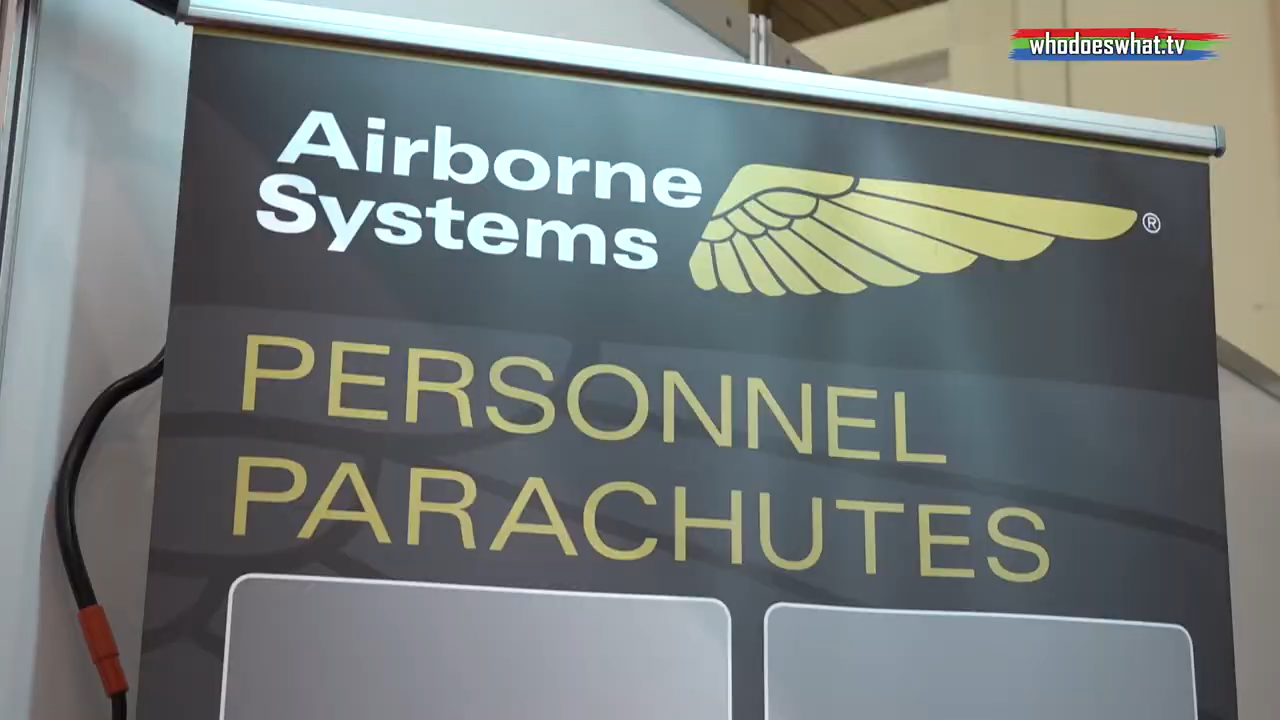 whodoeswhat.tv
Airborne
Systems
®
PERSONNEL
PARACHUTES